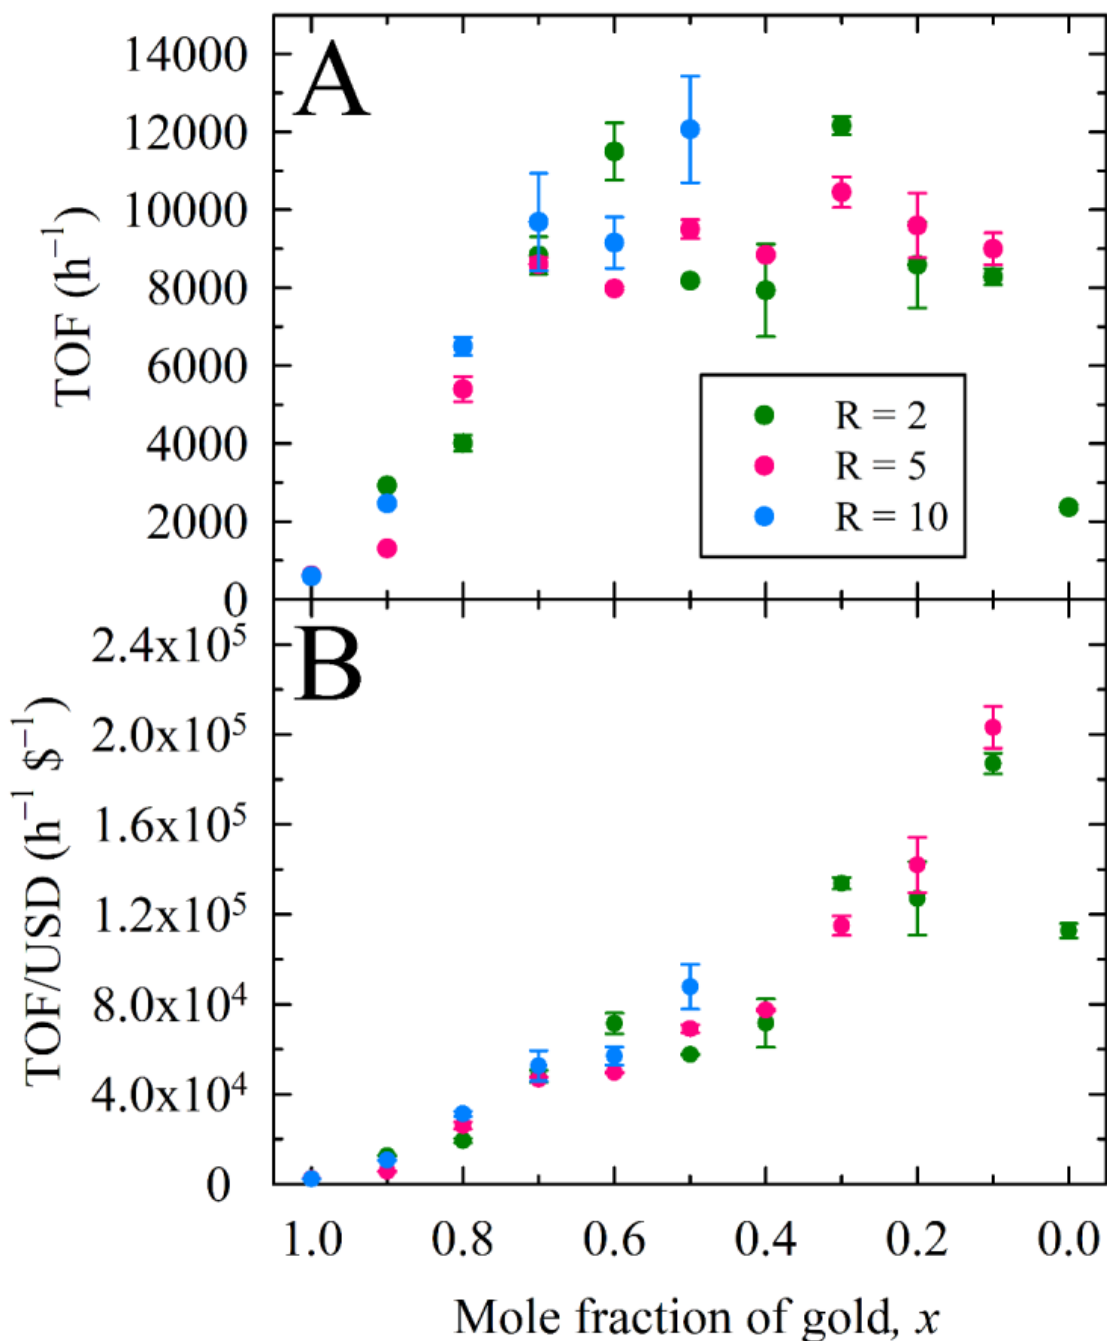 A
14000
12000
10000
8000
6000
4000
2000
0
TOF (h⁻¹)
R = 2
R = 5
R = 10
B
2.4x10⁵
2.0x10⁵
1.6x10⁵
1.2x10⁵
8.0x10⁴
4.0x10⁴
0
TOF/USD (h⁻¹ $⁻¹)
1.0 0.8 0.6 0.4 0.2 0.0
Mole fraction of gold, x